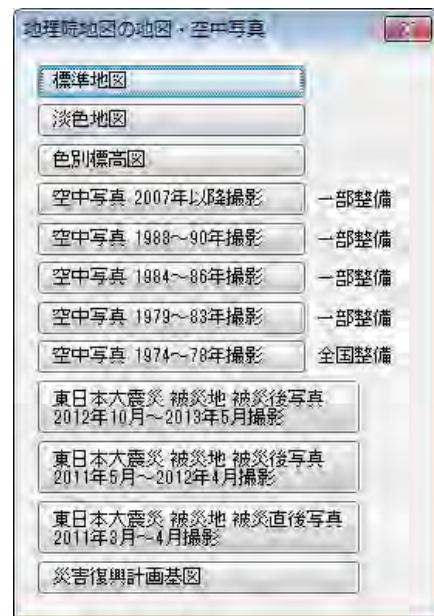 地理院地図の地図・空中写真
標準地図
淡色地図
色別標高図
空中写真 2007年以降撮影 一部整備
空中写真 1988～90年撮影 一部整備
空中写真 1984～86年撮影 一部整備
空中写真 1979～83年撮影 一部整備
空中写真 1974～78年撮影 全国整備
東日本大震災 被災地 被災後写真
2012年10月～2013年5月撮影
東日本大震災 被災地 被災後写真
2011年5月～2012年4月撮影
東日本大震災 被災地 被災直後写真
2011年3月～4月撮影
災害復興計画基図